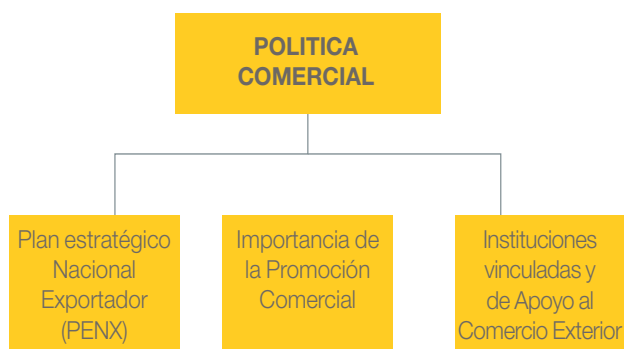 POLITICA
COMERCIAL
Plan estratégico
Nacional
Exportador
(PENX)
Importancia de
la Promoción
Comercial
Instituciones
vinculadas y
de Apoyo al
Comercio Exterior